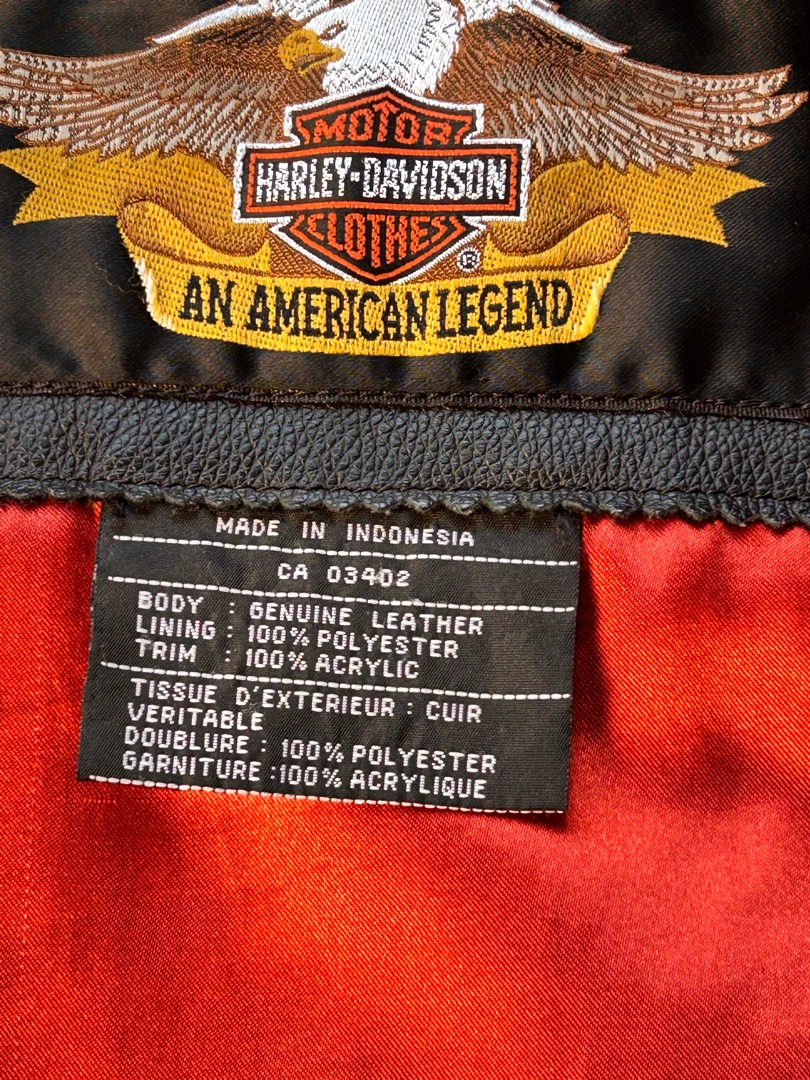 MOTOR
HARLEY-DAVIDSON
CLOTHES
®
AN AMERICAN LEGEND
MADE IN INDONESIA
CA 03402
BODY : GENUINE LEATHER
LINING : 100% POLYESTER
TRIM : 100% ACRYLIC
TISSUE D'EXTERIEUR : CUIR
VERITABLE
DOUBLURE : 100% POLYESTER
GARNITURE :100% ACRYLIQUE